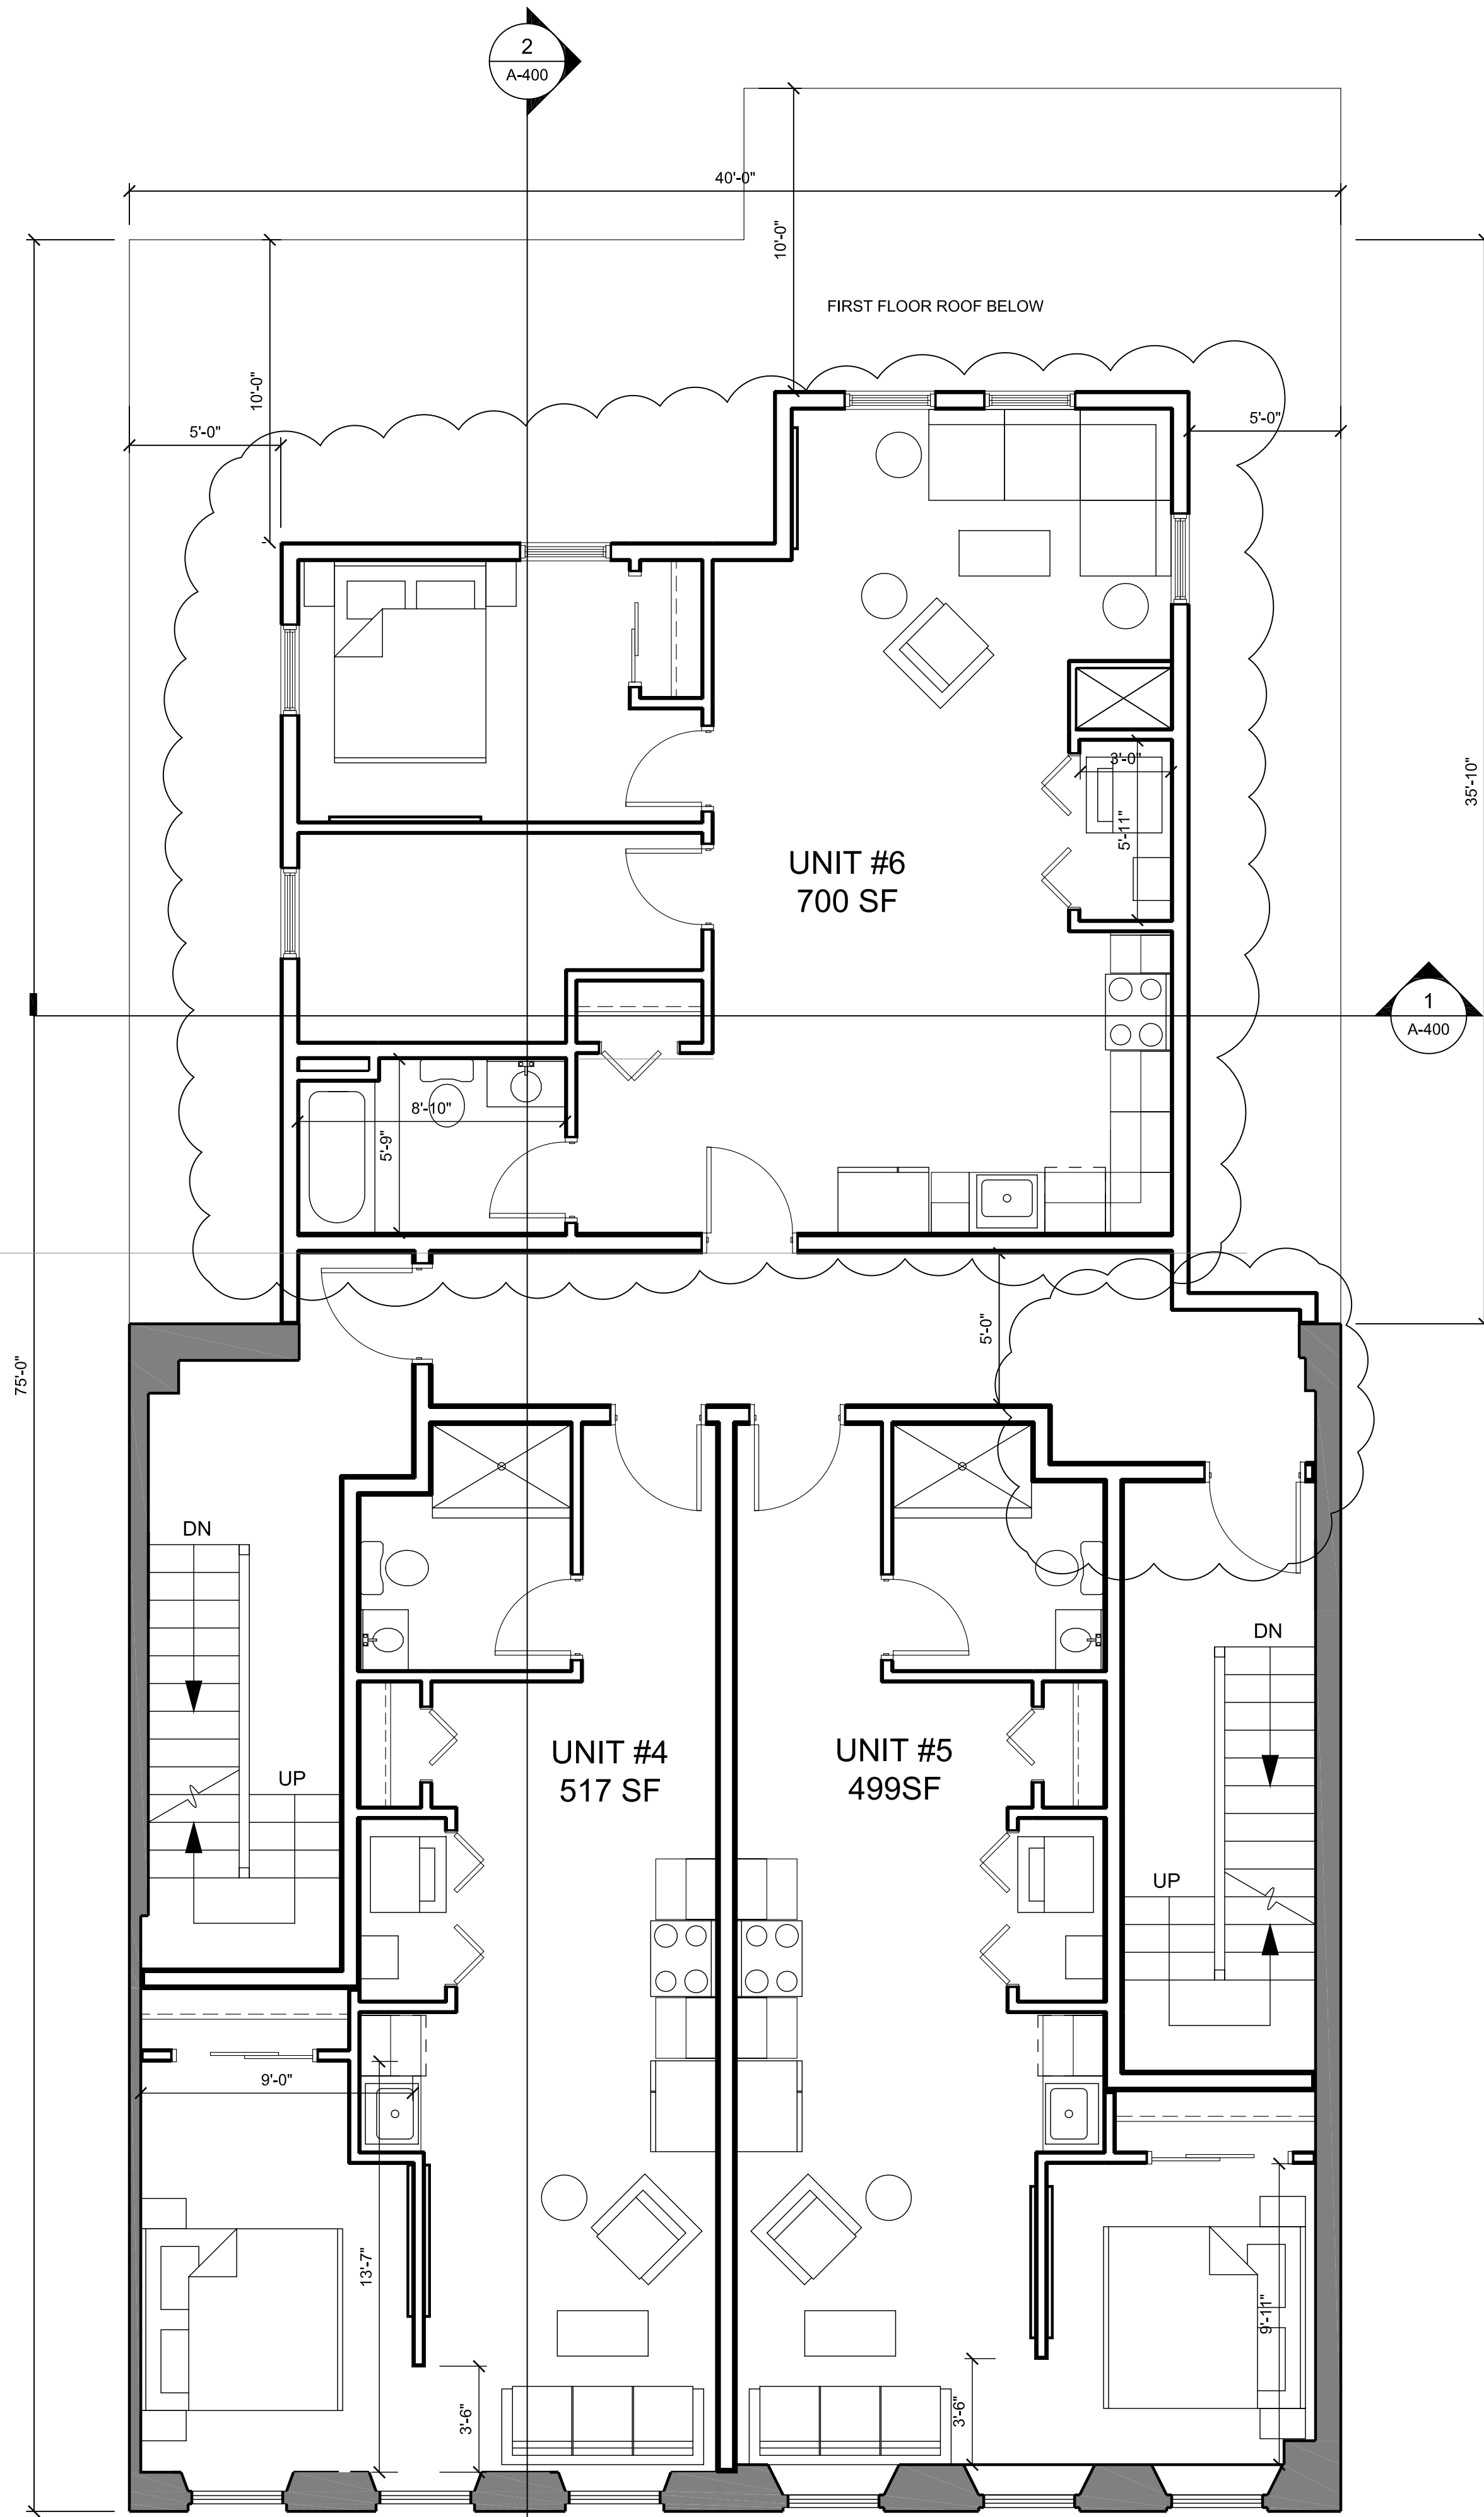 2
A-400
40'-0"
10'-0"
FIRST FLOOR ROOF BELOW
10'-0"
5'-0"
5'-0"
3'-0"
35'-10"
5'-11"
UNIT #6
700 SF
1
A-400
8'-10"
5'-9"
5'-0"
75'-0"
DN
DN
UNIT #4
517 SF
UNIT #5
499SF
UP
UP
9'-0"
13'-7"
9'-11"
3'-6"
3'-6"